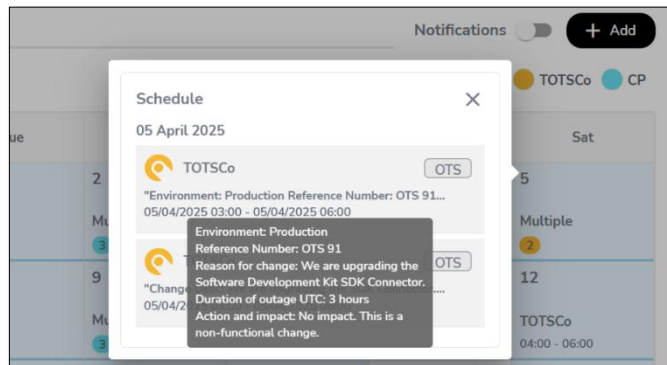 Notifications
+ Add
TOTSCo
CP
ue
Sat
Schedule
05 April 2025
TOTSCo
OTS
"Environment: Production Reference Number: OTS 91...
05/04/2025 03:00 - 05/04/2025 06:00
OTS
"Change
05/04/2
Environment: Production
Reference Number: OTS 91
Reason for change: We are upgrading the
Software Development Kit SDK Connector.
Duration of outage UTC: 3 hours
Action and impact: No impact. This is a
non-functional change.
2
Mu
3
5
Multiple
2
9
Mu
3
12
TOTSCo
04:00 - 06:00